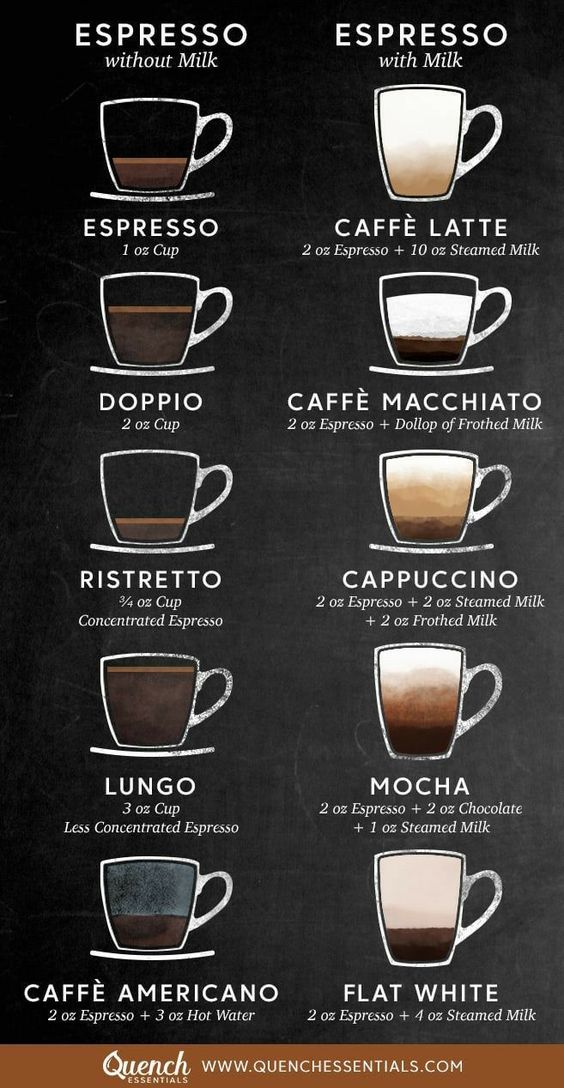 ESPRESSO
without Milk
ESPRESSO
1 oz Cup
DOPPIO
2 oz Cup
RISTRETTO
¾ oz Cup
Concentrated Espresso
LUNGO
3 oz Cup
Less Concentrated Espresso
CAFFÈ AMERICANO
2 oz Espresso + 3 oz Hot Water
ESPRESSO
with Milk
CAFFÈ LATTE
2 oz Espresso + 10 oz Steamed Milk
CAFFÈ MACCHIATO
2 oz Espresso + Dollop of Frothed Milk
CAPPUCCINO
2 oz Espresso + 2 oz Steamed Milk
+ 2 oz Frothed Milk
MOCHA
2 oz Espresso + 2 oz Chocolate
+ 1 oz Steamed Milk
FLAT WHITE
2 oz Espresso + 4 oz Steamed Milk
Quench
ESSENTIALS
WWW.QUENCHESSENTIALS.COM